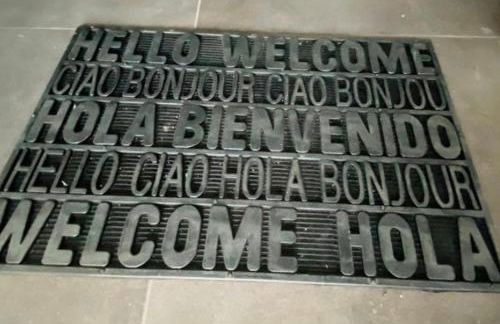 HELLO WELCOME
CIAO BONJOUR CIAO BONJOU
HOLA BIENVENIDO
HELLO CIAO HOLA BONJOUR
WELCOME HOLA